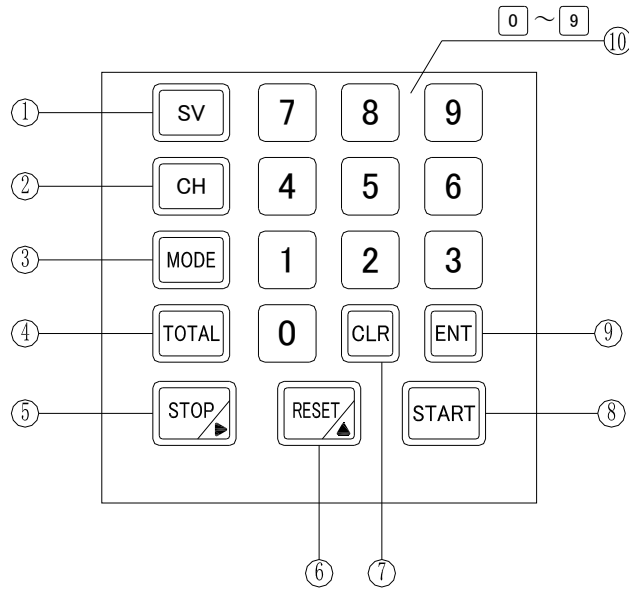 0 ～ 9
⑩
① SV 7 8 9
② CH 4 5 6
③ MODE 1 2 3
④ TOTAL 0 CLR ENT ⑨
⑤ STOP RESET START ⑧
⑥ ⑦